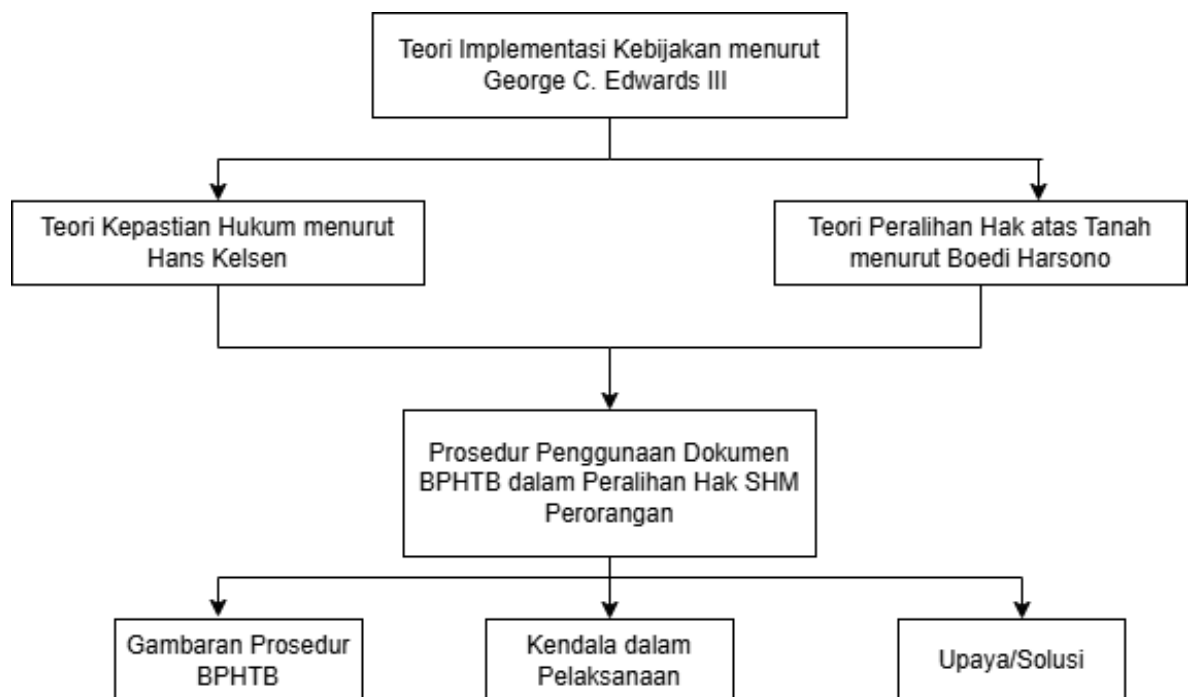 Teori Implementasi Kebijakan menurut
George C. Edwards III
Teori Kepastian Hukum menurut
Hans Kelsen
Teori Peralihan Hak atas Tanah
menurut Boedi Harsono
Prosedur Penggunaan Dokumen
BPHTB dalam Peralihan Hak SHM
Perorangan
Gambaran Prosedur
BPHTB
Kendala dalam
Pelaksanaan
Upaya/Solusi